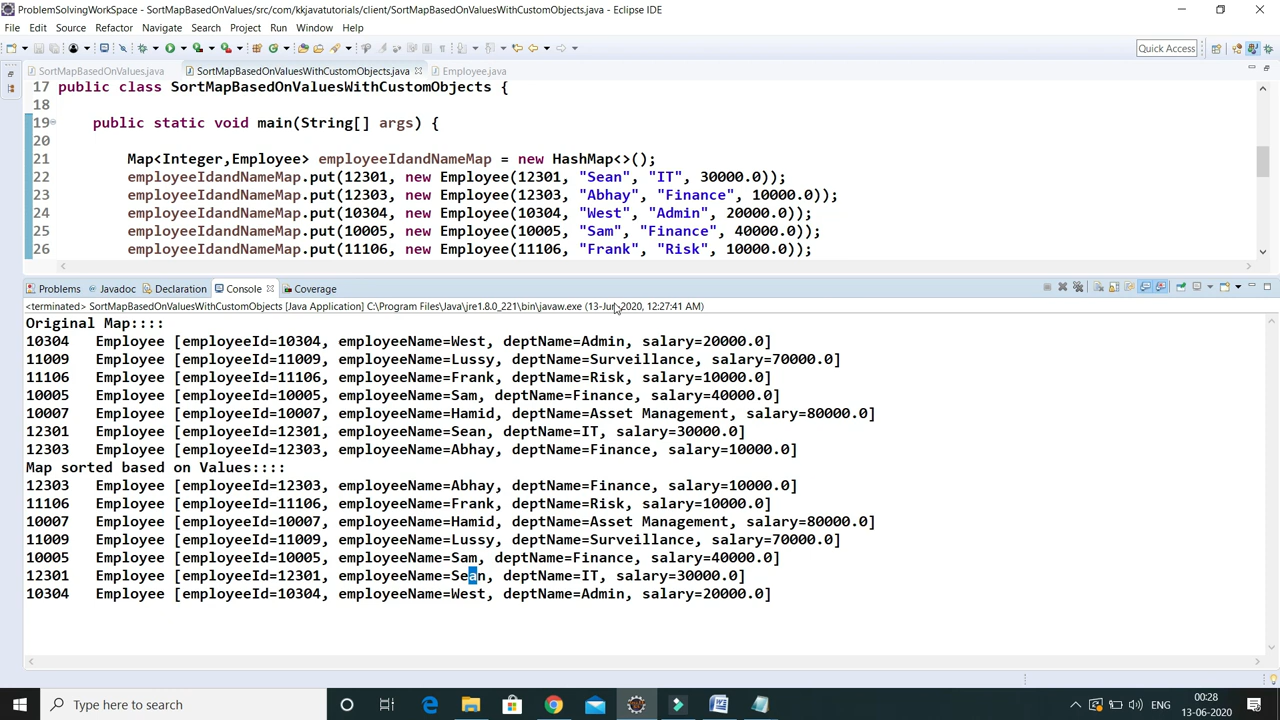 ProblemSolvingWorkSpace - SortMapBasedOnValues/src/com/kkjavatutorials/client/SortMapBasedOnValuesWithCustomObjects.java - Eclipse IDE
File Edit Source Refactor Navigate Search Project Run Window Help
Quick Access
SortMapBasedOnValues.java SortMapBasedOnValuesWithCustomObjects.java Employee.java
17 public class SortMapBasedOnValuesWithCustomObjects {
18
19 public static void main(String[] args) {
20
21 Map<Integer,Employee> employeeIdandNameMap = new HashMap<>();
22 employeeIdandNameMap.put(12301, new Employee(12301, "Sean", "IT", 30000.0));
23 employeeIdandNameMap.put(12303, new Employee(12303, "Abhay", "Finance", 10000.0));
24 employeeIdandNameMap.put(10304, new Employee(10304, "West", "Admin", 20000.0));
25 employeeIdandNameMap.put(10005, new Employee(10005, "Sam", "Finance", 40000.0));
26 employeeIdandNameMap.put(11106, new Employee(11106, "Frank", "Risk", 10000.0));
Problems Javadoc Declaration Console Coverage
<terminated> SortMapBasedOnValuesWithCustomObjects [Java Application] C:\Program Files\Java\jre1.8.0_221\bin\javaw.exe (13-Jun-2020, 12:27:41 AM)
Original Map::::
10304 Employee [employeeId=10304, employeeName=West, deptName=Admin, salary=20000.0]
11009 Employee [employeeId=11009, employeeName=Lussy, deptName=Surveillance, salary=70000.0]
11106 Employee [employeeId=11106, employeeName=Frank, deptName=Risk, salary=10000.0]
10005 Employee [employeeId=10005, employeeName=Sam, deptName=Finance, salary=40000.0]
10007 Employee [employeeId=10007, employeeName=Hamid, deptName=Asset Management, salary=80000.0]
12301 Employee [employeeId=12301, employeeName=Sean, deptName=IT, salary=30000.0]
12303 Employee [employeeId=12303, employeeName=Abhay, deptName=Finance, salary=10000.0]
Map sorted based on Values::::
12303 Employee [employeeId=12303, employeeName=Abhay, deptName=Finance, salary=10000.0]
11106 Employee [employeeId=11106, employeeName=Frank, deptName=Risk, salary=10000.0]
10007 Employee [employeeId=10007, employeeName=Hamid, deptName=Asset Management, salary=80000.0]
11009 Employee [employeeId=11009, employeeName=Lussy, deptName=Surveillance, salary=70000.0]
10005 Employee [employeeId=10005, employeeName=Sam, deptName=Finance, salary=40000.0]
12301 Employee [employeeId=12301, employeeName=Sean, deptName=IT, salary=30000.0]
10304 Employee [employeeId=10304, employeeName=West, deptName=Admin, salary=20000.0]
Type here to search
ENG
00:28
13-06-2020